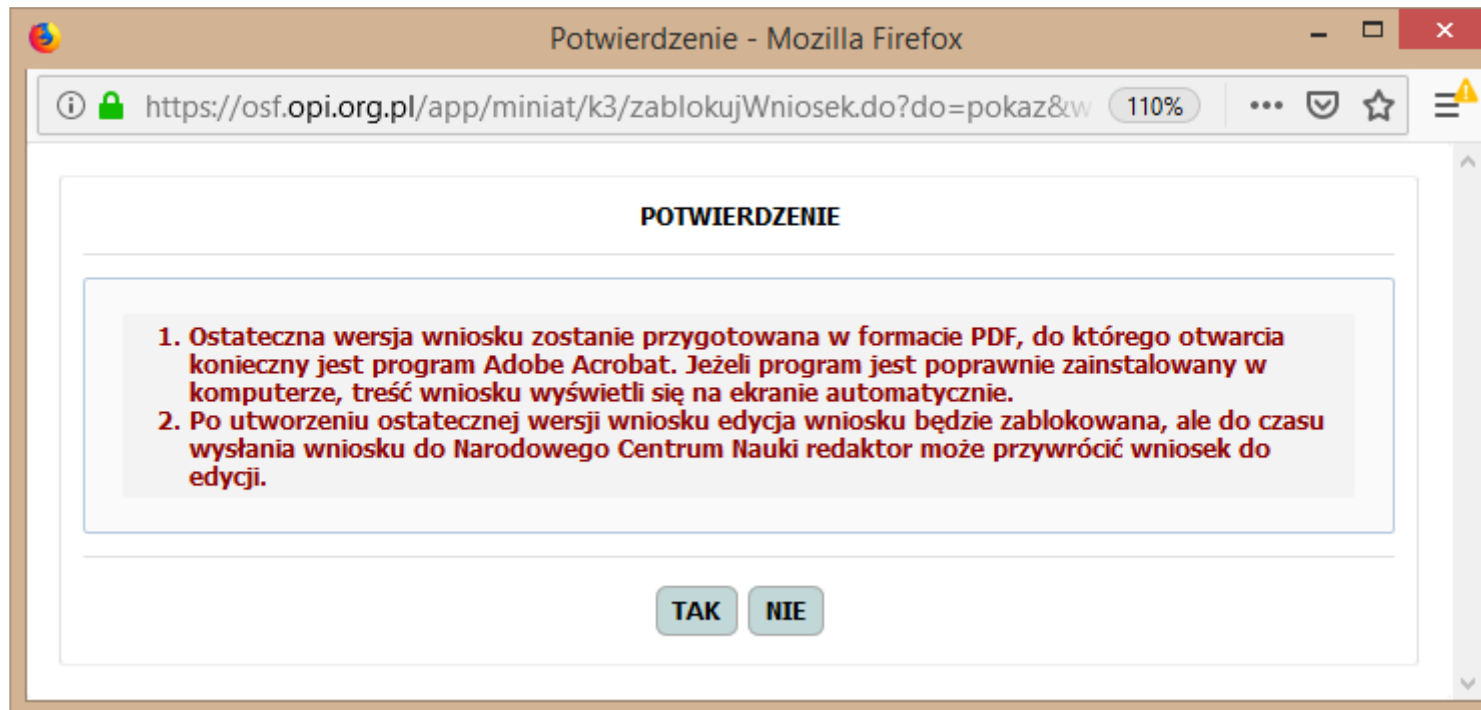 Potwierdzenie - Mozilla Firefox
https://osf.opi.org.pl/app/miniat/k3/zablokujWniosek.do?do=pokaz&w 110%
POTWIERDZENIE
1. Ostateczna wersja wniosku zostanie przygotowana w formacie PDF, do którego otwarcia
konieczny jest program Adobe Acrobat. Jeżeli program jest poprawnie zainstalowany w
komputerze, treść wniosku wyświetli się na ekranie automatycznie.
2. Po utworzeniu ostatecznej wersji wniosku edycja wniosku będzie zablokowana, ale do czasu
wysłania wniosku do Narodowego Centrum Nauki redaktor może przywrócić wniosek do
edycji.
TAK NIE